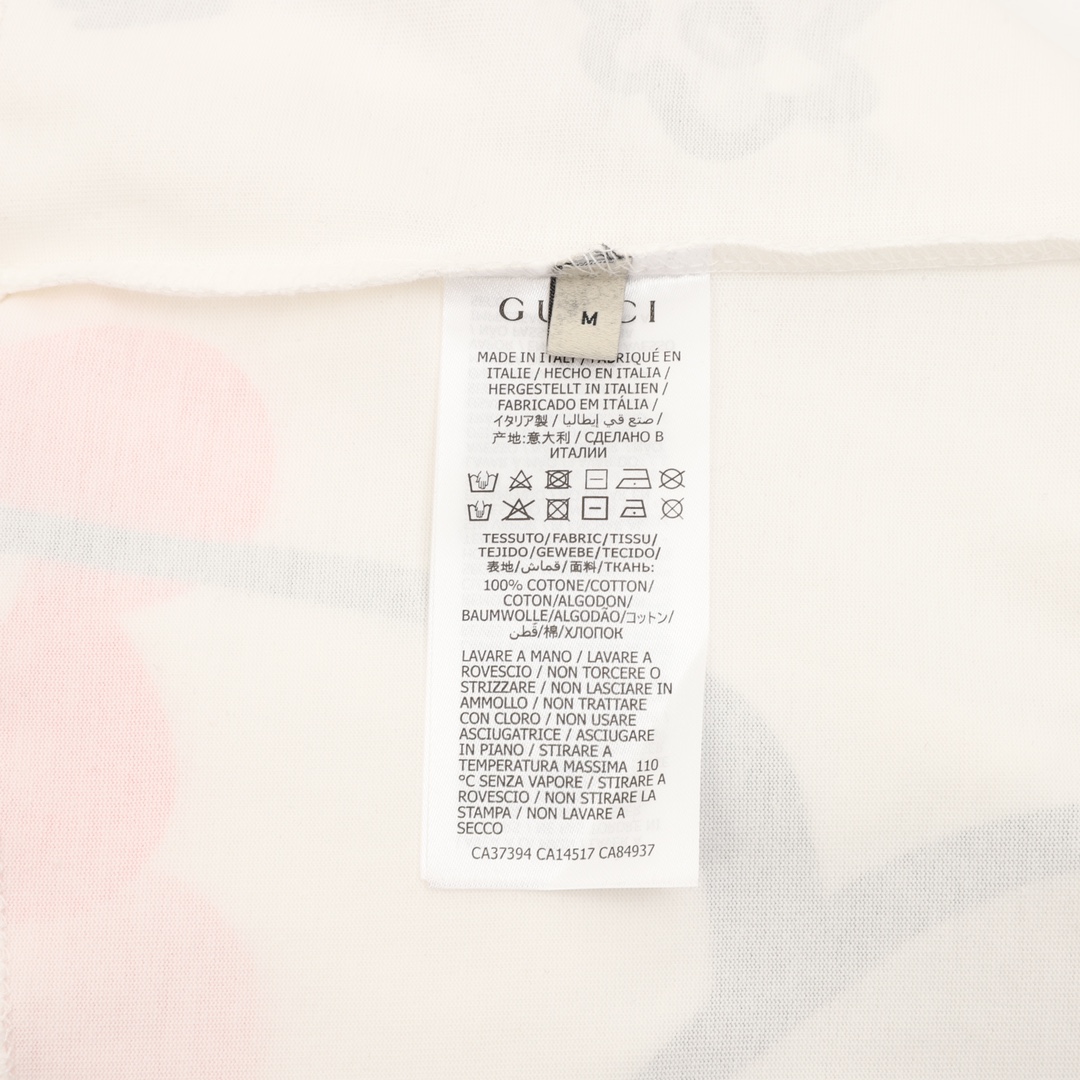 GUCCI
M
MADE IN ITALY / FABRIQUÉ EN
ITALIE / HECHO EN ITALIA /
HERGESTELLT IN ITALIEN /
FABRICADO EM ITÁLIA /
イタリア製 / صنع في إيطاليا /
产地:意大利 / СДЕЛАНО В
ИТАЛИИ
TESSUTO/FABRIC/TISSU/
TEJIDO/GEWEBE/TECIDO/
表地/قماش/面料/ТКАНЬ:
100% COTONE/COTTON/
COTON/ALGODON/
BAUMWOLLE/ALGODÃO/コットン/
قطن/棉/ХЛОПОК
LAVARE A MANO / LAVARE A
ROVESCIO / NON TORCERE O
STRIZZARE / NON LASCIARE IN
AMMOLLO / NON TRATTARE
CON CLORO / NON USARE
ASCIUGATRICE / ASCIUGARE
IN PIANO / STIRARE A
TEMPERATURA MASSIMA 110
°C SENZA VAPORE / STIRARE A
ROVESCIO / NON STIRARE LA
STAMPA / NON LAVARE A
SECCO
CA37394 CA14517 CA84937